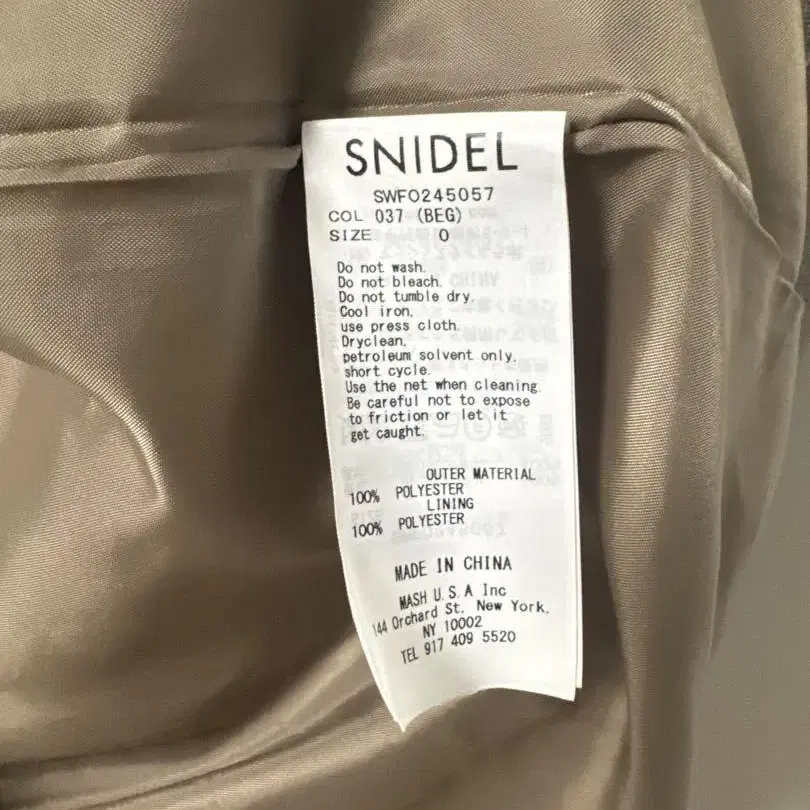 SNIDEL
SWFO245057
COL 037 (BEG)
SIZE 0
Do not wash.
Do not bleach.
Do not tumble dry.
Cool iron,
use press cloth.
Dryclean,
petroleum solvent only.
short cycle.
Use the net when cleaning.
Be careful not to expose
to friction or let it
get caught.
OUTER MATERIAL
100% POLYESTER
LINING
100% POLYESTER
MADE IN CHINA
MASH U.S.A Inc
144 Orchard St. New York.
NY 10002
TEL 917 409 5520